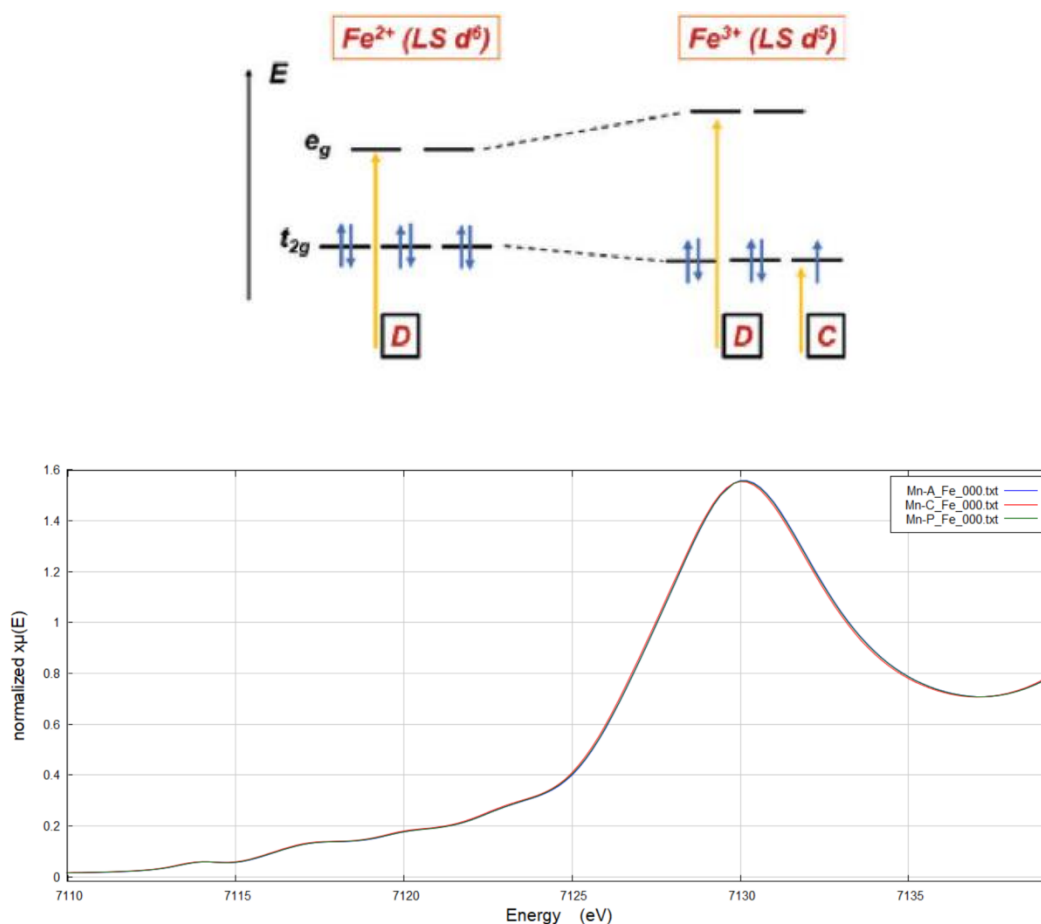 Fe²⁺ (LS d⁶) Fe³⁺ (LS d⁵)
E
e_g
t_2g
D D C
1.6
Mn-A_Fe_000.txt
Mn-C_Fe_000.txt
Mn-P_Fe_000.txt
1.4
1.2
1
0.8
0.6
0.4
0.2
0
normalized xμ(E)
7110 7115 7120 7125 7130 7135
Energy (eV)